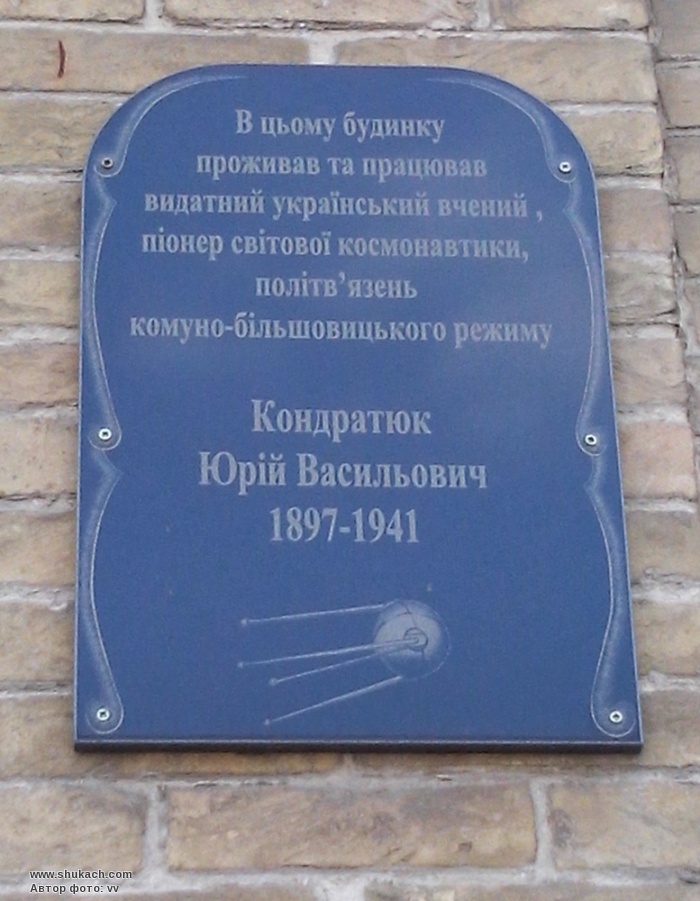 В цьому будинку
проживав та працював
видатний український вчений ,
піонер світової космонавтики,
політв’язень
комуно-більшовицького режиму
Кондратюк
Юрій Васильович
1897-1941
www.shukach.com
Автор фото: vv